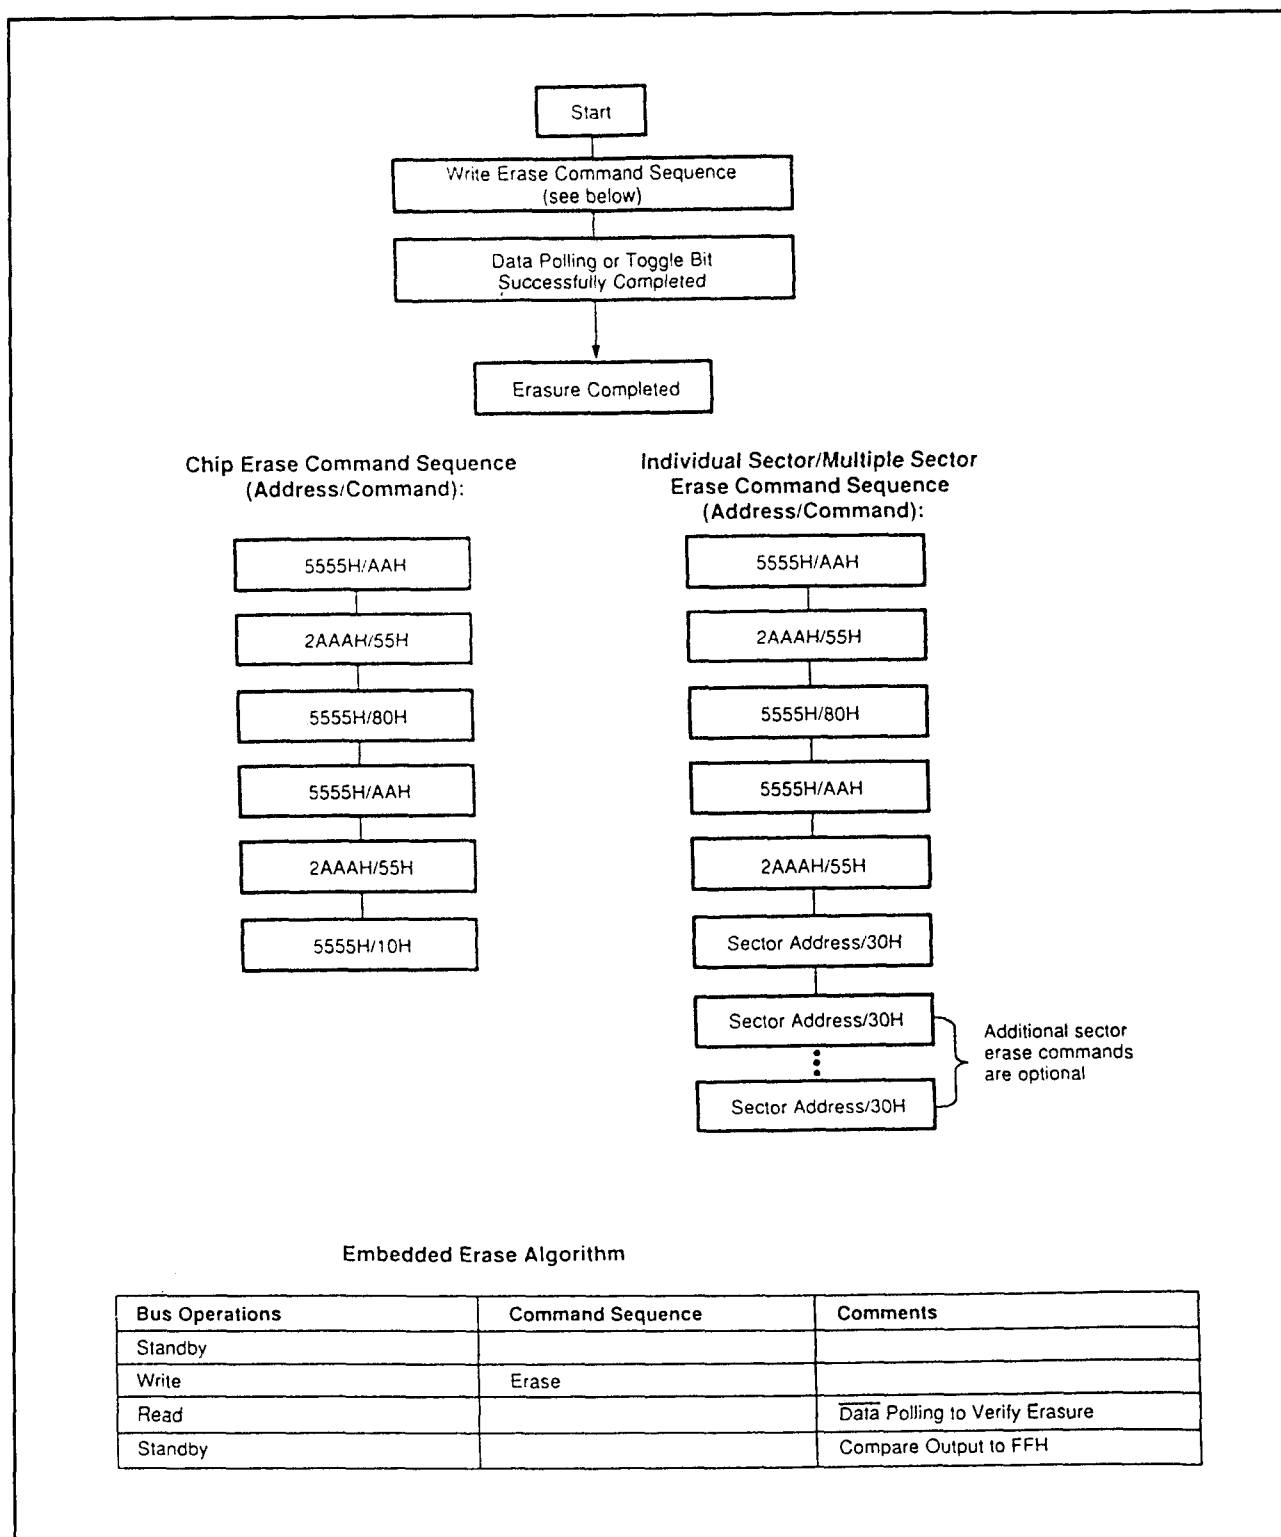 Start
Write Erase Command Sequence
(see below)
Data Polling or Toggle Bit
Successfully Completed
Erasure Completed
Chip Erase Command Sequence
(Address/Command):
5555H/AAH
2AAAH/55H
5555H/80H
5555H/AAH
2AAAH/55H
5555H/10H
Individual Sector/Multiple Sector
Erase Command Sequence
(Address/Command):
5555H/AAH
2AAAH/55H
5555H/80H
5555H/AAH
2AAAH/55H
Sector Address/30H
Sector Address/30H
Sector Address/30H
Additional sector
erase commands
are optional
Embedded Erase Algorithm
Bus Operations Command Sequence Comments
Standby
Write Erase
Read Data Polling to Verify Erasure
Standby Compare Output to FFH